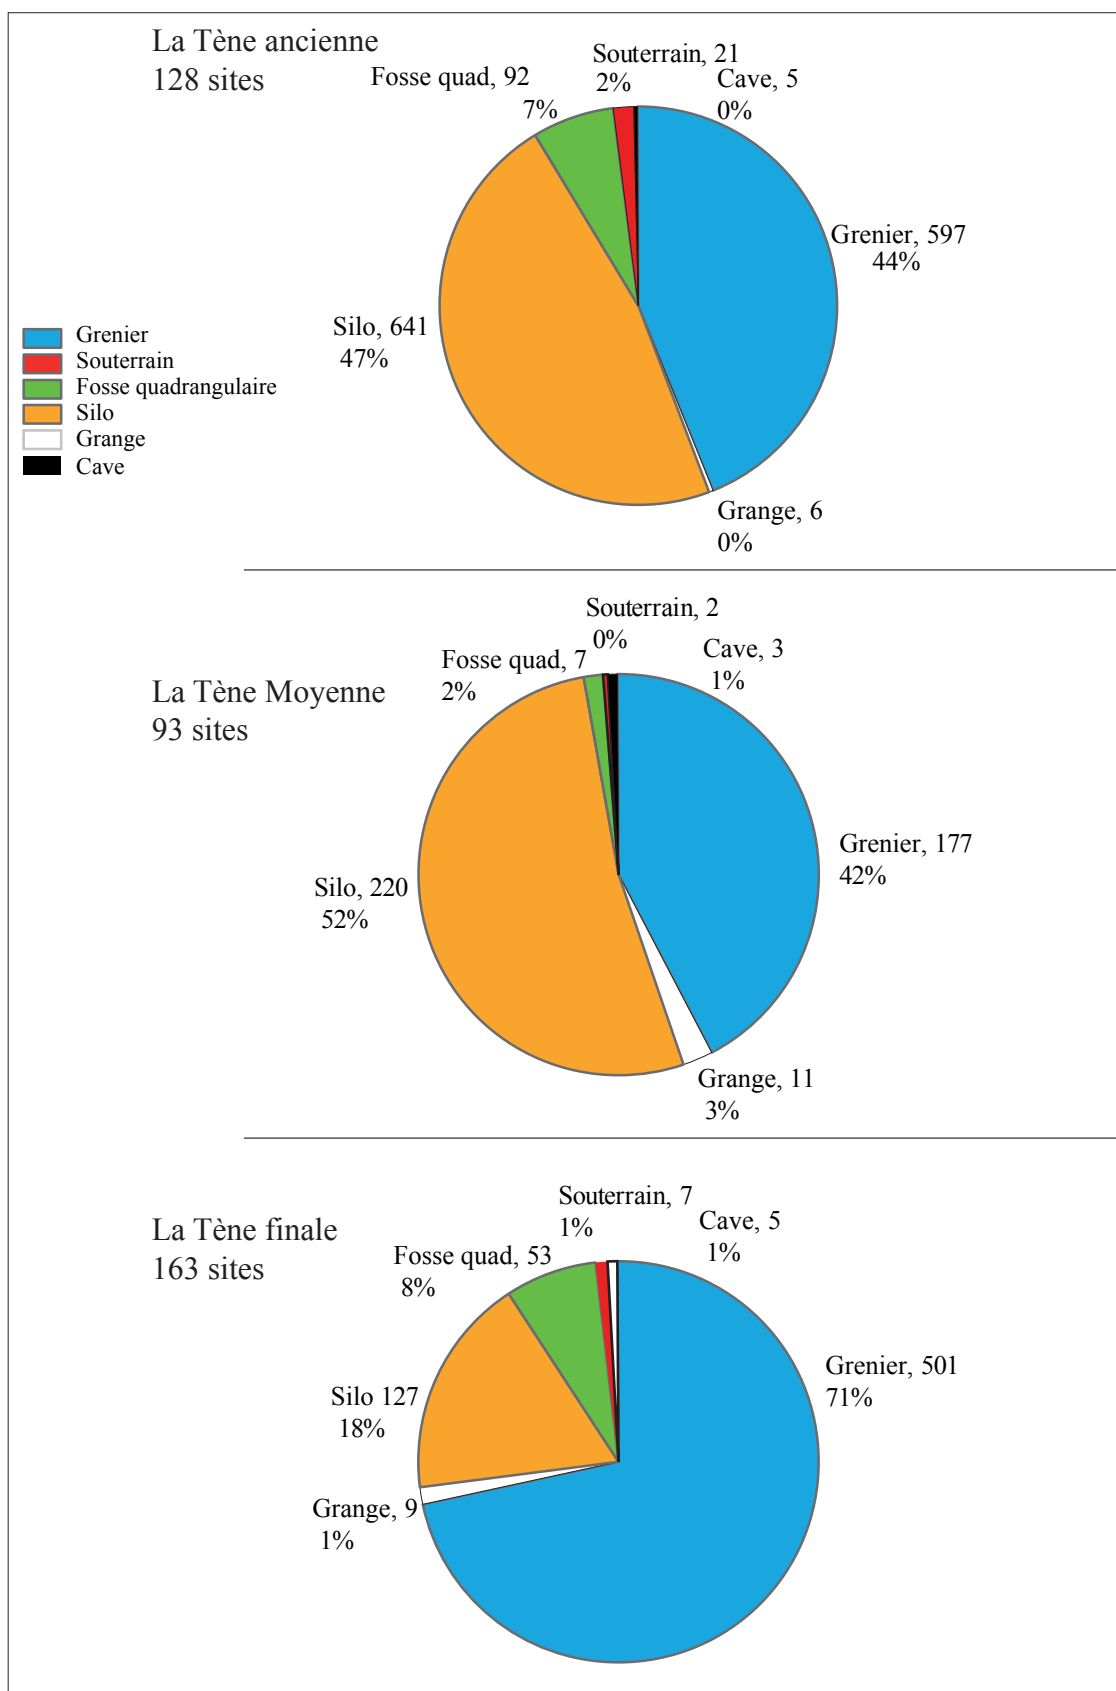 La Tène ancienne
128 sites
Souterrain, 21
2%
Fosse quad, 92
7%
Cave, 5
0%
Grenier, 597
44%
Silo, 641
47%
Grange, 6
0%
Grenier
Souterrain
Fosse quadrangulaire
Silo
Grange
Cave
La Tène Moyenne
93 sites
Souterrain, 2
0%
Fosse quad, 7
2%
Cave, 3
1%
Grenier, 177
42%
Silo, 220
52%
Grange, 11
3%
La Tène finale
163 sites
Souterrain, 7
1%
Fosse quad, 53
8%
Cave, 5
1%
Grenier, 501
71%
Silo 127
18%
Grange, 9
1%